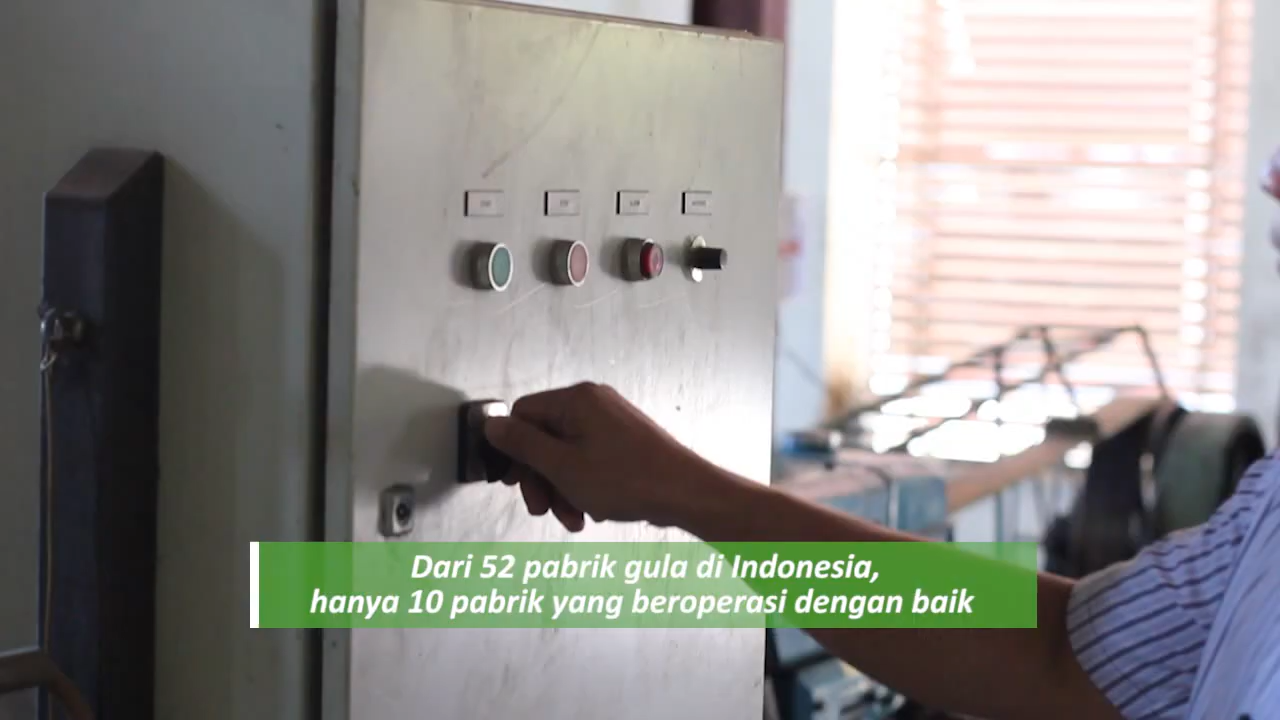 Dari 52 pabrik gula di Indonesia,
hanya 10 pabrik yang beroperasi dengan baik